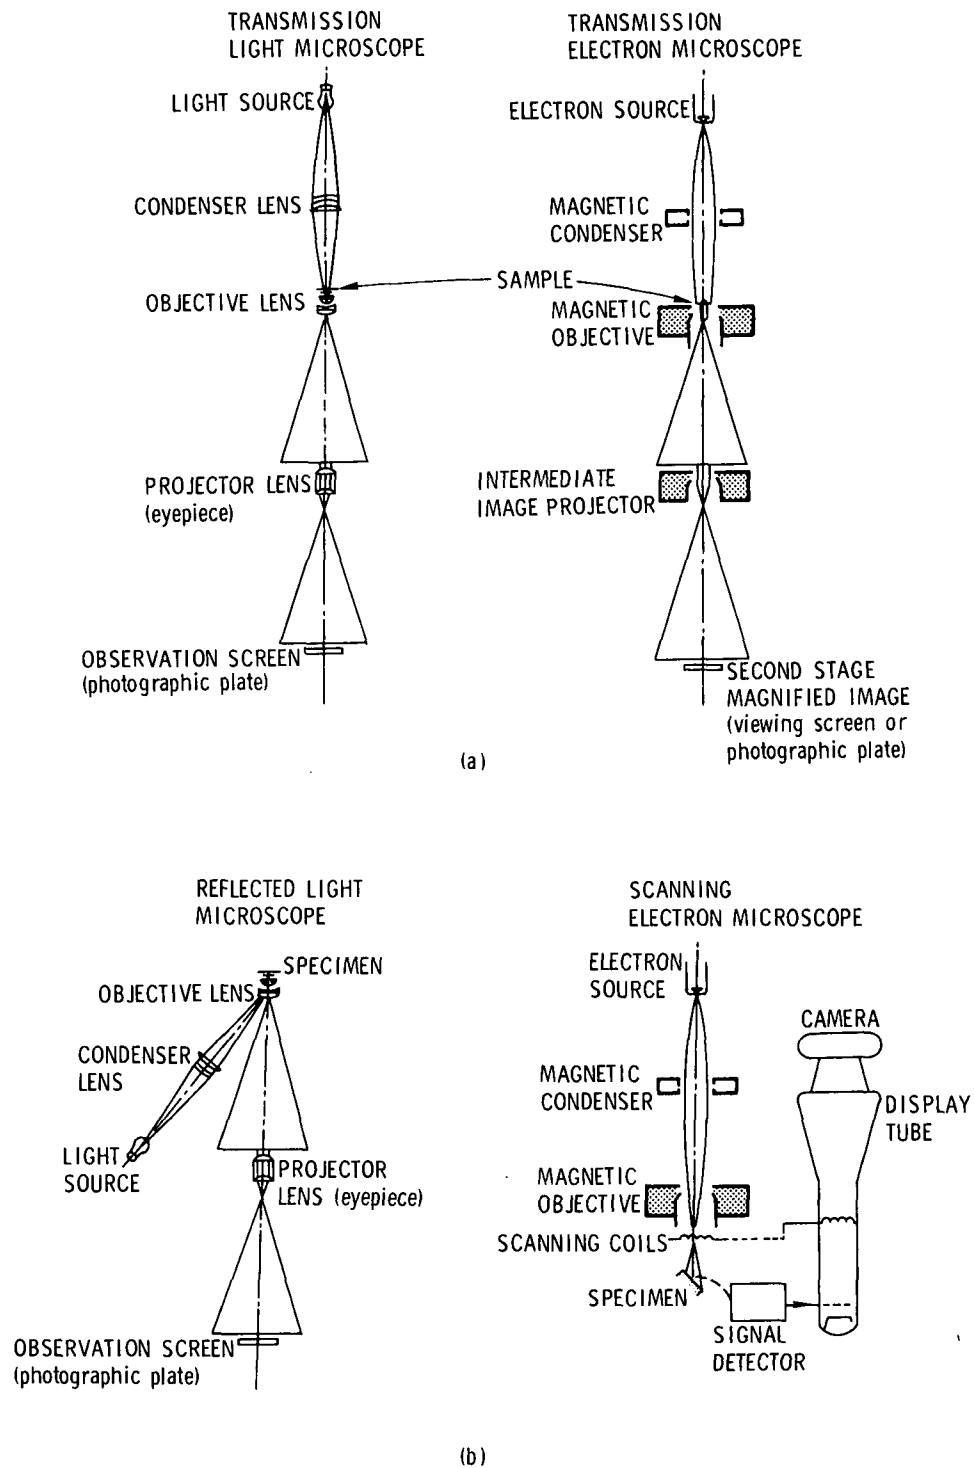 TRANSMISSION
LIGHT MICROSCOPE
LIGHT SOURCE
CONDENSER LENS
OBJECTIVE LENS
PROJECTOR LENS
(eyepiece)
OBSERVATION SCREEN
(photographic plate)
TRANSMISSION
ELECTRON MICROSCOPE
ELECTRON SOURCE
MAGNETIC
CONDENSER
SAMPLE
MAGNETIC
OBJECTIVE
INTERMEDIATE
IMAGE PROJECTOR
SECOND STAGE
MAGNIFIED IMAGE
(viewing screen or
photographic plate)
(a)
REFLECTED LIGHT
MICROSCOPE
SPECIMEN
OBJECTIVE LENS
CONDENSER
LENS
LIGHT
SOURCE
PROJECTOR
LENS (eyepiece)
OBSERVATION SCREEN
(photographic plate)
SCANNING
ELECTRON MICROSCOPE
ELECTRON
SOURCE
CAMERA
MAGNETIC
CONDENSER
DISPLAY
TUBE
MAGNETIC
OBJECTIVE
SCANNING COILS
SPECIMEN
SIGNAL
DETECTOR
(b)